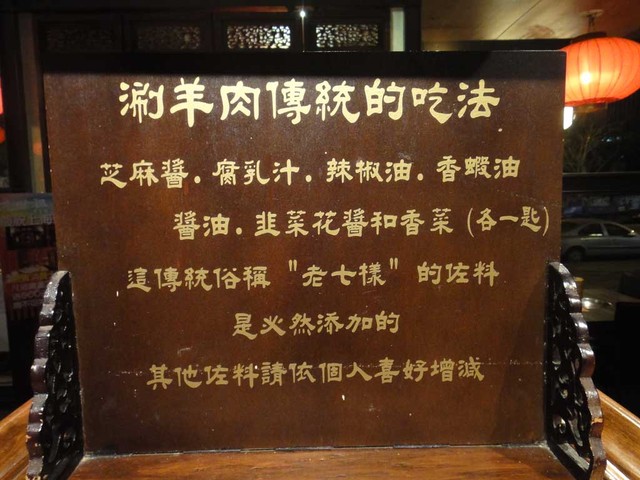 涮羊肉傳統的吃法
芝麻醬.腐乳汁.辣椒油.香蝦油
醬油.韭菜花醬和香菜(各一匙)
這傳統俗稱"老七樣"的佐料
是必然添加的
其他佐料請依個人喜好增減